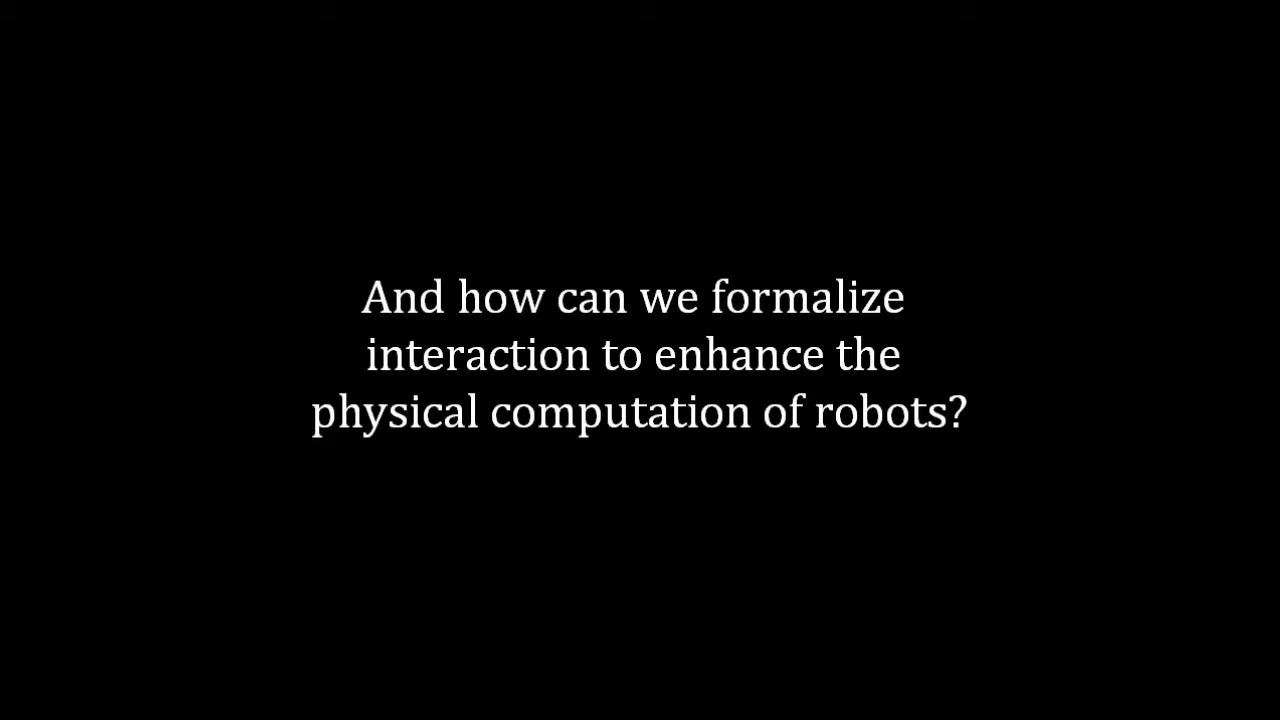 And how can we formalize
interaction to enhance the
physical computation of robots?